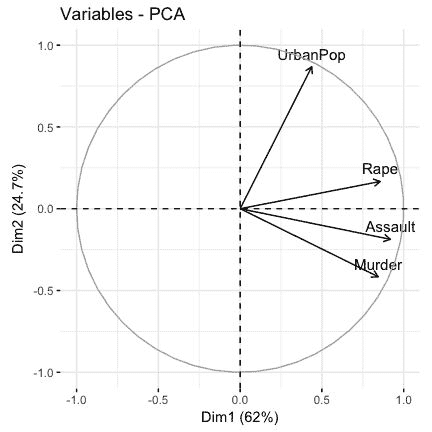 Variables - PCA
UrbanPop
Rape
Assault
Murder
1.0
0.5
0.0
-0.5
-1.0
Dim2 (24.7%)
-1.0
-0.5
0.0
0.5
1.0
Dim1 (62%)